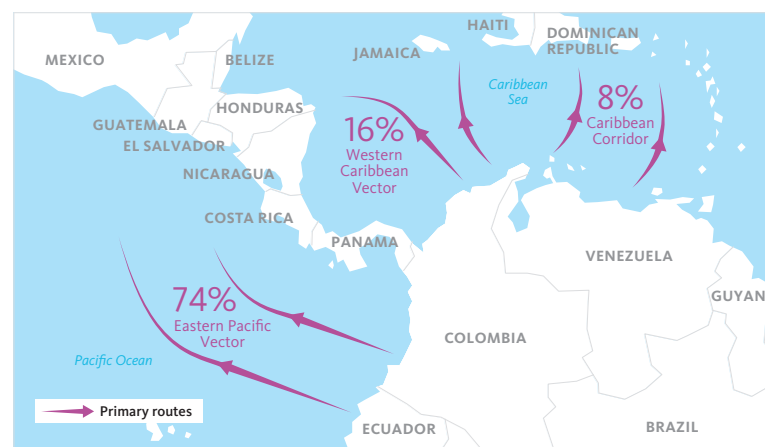 HAITI
DOMINICAN
REPUBLIC
MEXICO
BELIZE
JAMAICA
Caribbean
Sea
8%
Caribbean
Corridor
HONDURAS
GUATEMALA
16%
Western
Caribbean
Vector
EL SALVADOR
NICARAGUA
COSTA RICA
PANAMA
VENEZUELA
74%
Eastern Pacific
Vector
GUYAN
COLOMBIA
Pacific Ocean
Primary routes
ECUADOR
BRAZIL